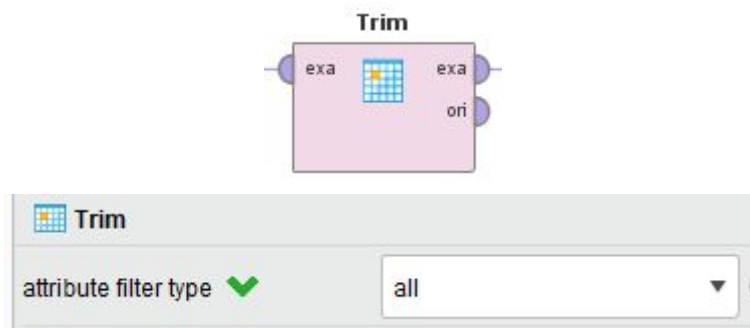 Trim
exa exa
ori
Trim
attribute filter type all